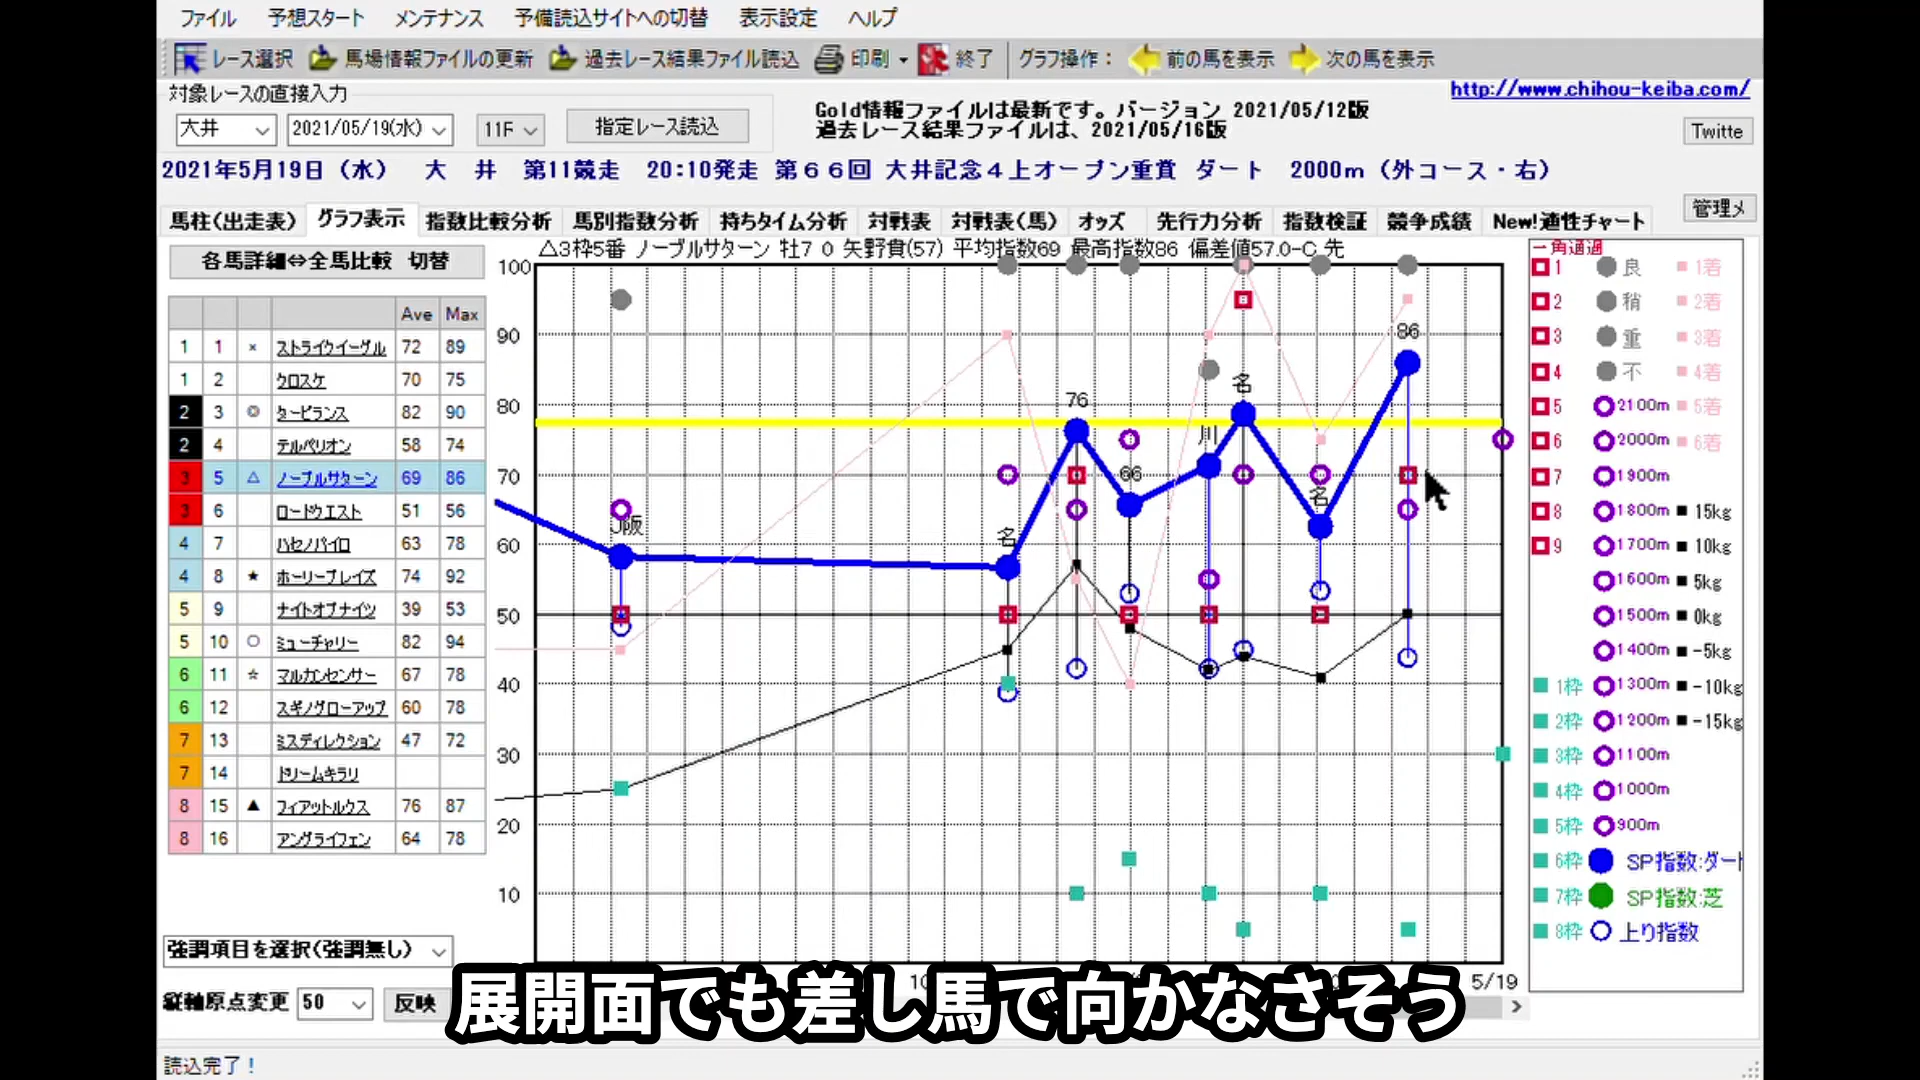 ファイル 予想スタート メンテナンス 予備読込サイトへの切替 表示設定 ヘルプ
レース選択 馬場情報ファイルの更新 過去レース結果ファイル読込 印刷 終了 グラフ操作： 前の馬を表示 次の馬を表示
対象レースの直接入力
http://www.chihou-keiba.com/
大井 2021/05/19(水) 11R 指定レース読込
Gold情報ファイルは最新です。バージョン 2021/05/12版
過去レース結果ファイルは、2021/05/16版
Twitte
2021年5月19日（水） 大 井 第11競走 20:10発走 第６６回 大井記念４上オープン重賞 ダート 2000m（外コース・右）
管理メ
馬柱(出走表) グラフ表示 指数比較分析 馬別指数分析 持ちタイム分析 対戦表 対戦表(馬) オッズ 先行力分析 指数検証 競争成績 New!適性チャート
各馬詳細⇔全馬比較 切替
△3枠5番 ノーブルサターン 牡7 0 矢野貴(57) 平均指数69 最高指数86 偏差値57.0-C 先
Ave Max
1 1 × ストライクイーグル 72 89
1 2 クロスケ 70 75
2 3 ◎ タービランス 82 90
2 4 テルペリオン 58 74
3 5 △ ノーブルサターン 69 86
3 6 ロードクエスト 51 56
4 7 ハセノパイロ 63 78
4 8 ★ ホーリーブレイズ 74 92
5 9 ナイトオブナイツ 39 53
5 10 ○ ミューチャリー 82 94
6 11 ☆ マルカンセンサー 67 78
6 12 スギノグローアップ 60 78
7 13 ミスディレクション 47 72
7 14 ドリームキラリ
8 15 ▲ フィアットルクス 76 87
8 16 アングライフェン 64 78
100
90
80
70
60
50
40
30
20
10
J阪
名
76
66
川
名
名
86
5/19
一角通過
1 良 1着
2 稍 2着
3 重 3着
4 不 4着
5 2100m 5着
6 2000m 6着
7 1900m
8 1800m 15kg
9 1700m 10kg
1600m 5kg
1500m 0kg
1400m -5kg
1枠 1300m -10kg
2枠 1200m -15kg
3枠 1100m
4枠 1000m
5枠 900m
6枠 SP指数:ダート
7枠 SP指数:芝
8枠 上り指数
強調項目を選択(強調無し)
縦軸原点変更 50 反映
展開面でも差し馬で向かなさそう
読込完了！